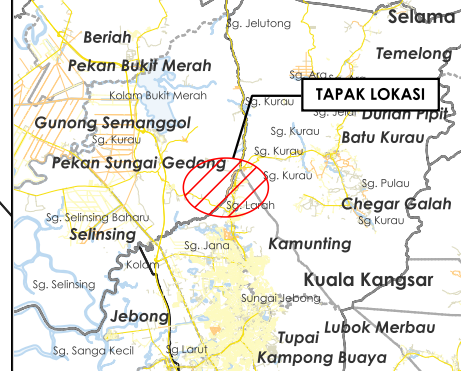 Sg. Jelutong
Selama
Beriah
Temelong
Pekan Bukit Merah
Sg. Ara
Kolam Bukit Merah
Sg. Kurau
TAPAK LOKASI
Durian Pipit
Gunong Semanggol
Sg. Kurau
Sg. Kurau
Batu Kurau
Sg. Kurau
Pekan Sungai Gedong
Sg. Kurau
Sg. Pulau
Sg. Larah
Chegar Galah
Sg. Selinsing Baharu
Sg Kurau
Selinsing
Sg. Jana
Kamunting
Kolam
Kuala Kangsar
Sg. Selinsing
Sungai Jebong
Jebong
Lubok Merbau
Tupai
Sg. Sanga Kecil
Sg Larut
Kampong Buaya